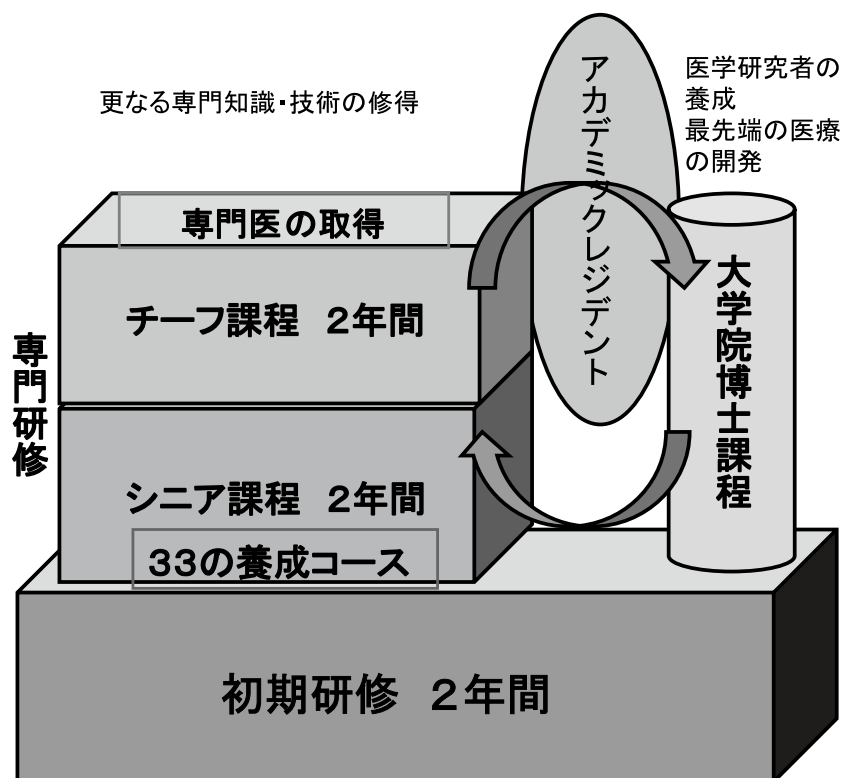 更なる専門知識・技術の修得
アカデミックレジデント
医学研究者の
養成
最先端の医療
の開発
専門医の取得
チーフ課程　２年間
専門研修
シニア課程　２年間
33の養成コース
大学院博士課程
初期研修　２年間